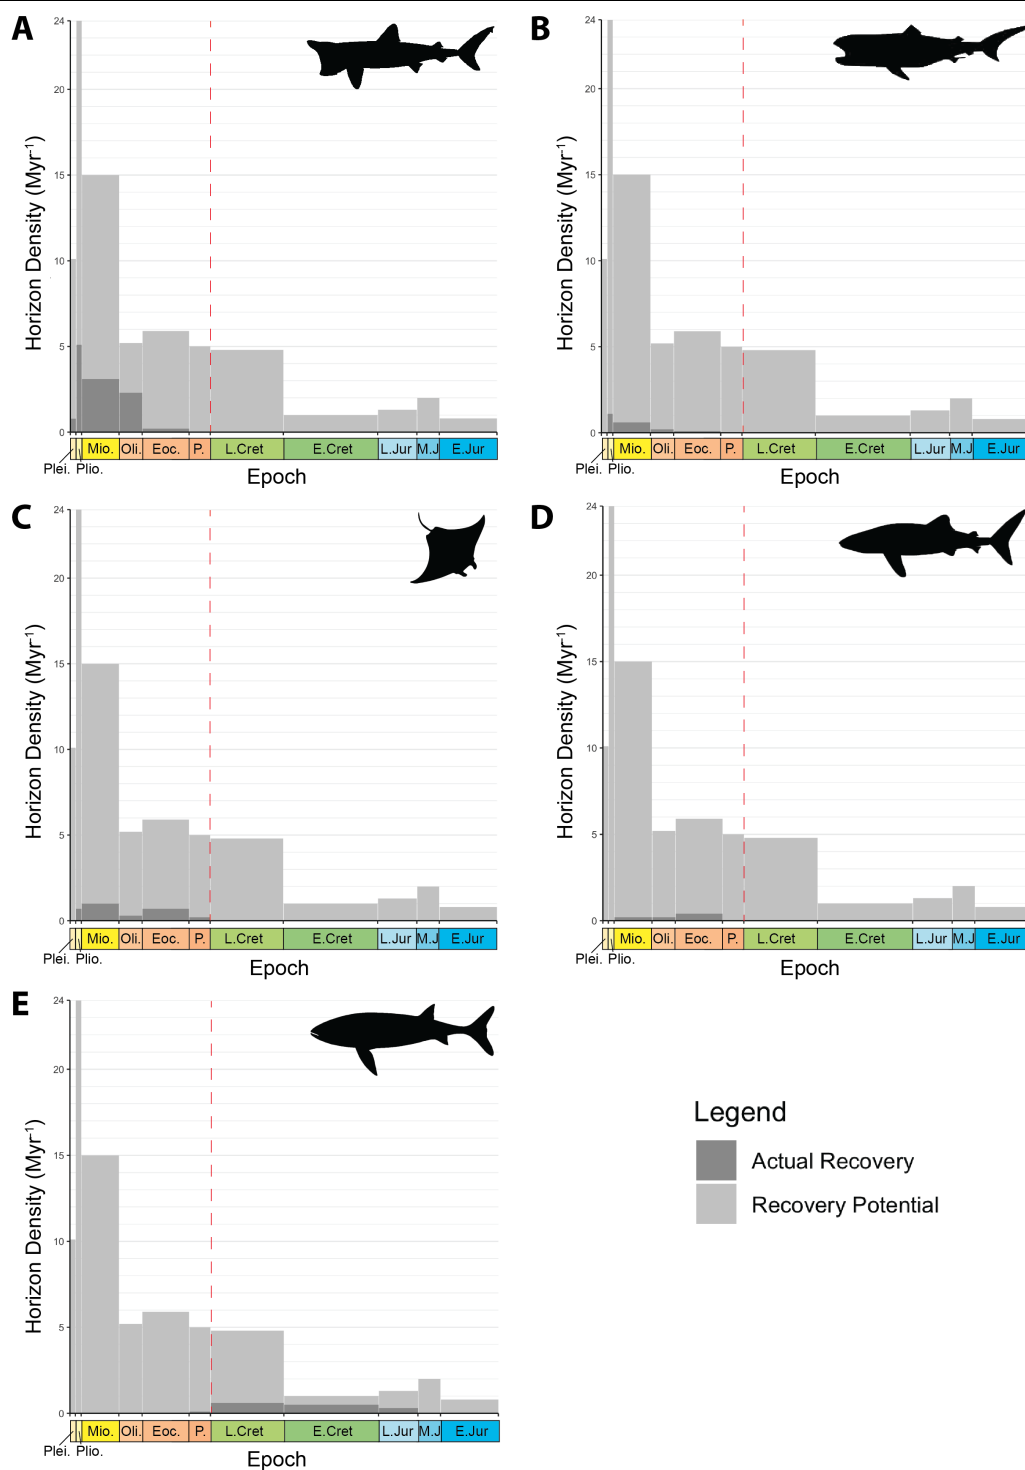 A
Horizon Density (Myr-1)
24
20
15
10
5
0
Mio. Oli. Eoc. P. L.Cret E.Cret L.Jur M.J E.Jur
Plei. Plio.
Epoch
B
Horizon Density (Myr-1)
24
20
15
10
5
0
Mio. Oli. Eoc. P. L.Cret E.Cret L.Jur M.J E.Jur
Plei. Plio.
Epoch
C
Horizon Density (Myr-1)
24
20
15
10
5
0
Mio. Oli. Eoc. P. L.Cret E.Cret L.Jur M.J E.Jur
Plei. Plio.
Epoch
D
Horizon Density (Myr-1)
24
20
15
10
5
0
Mio. Oli. Eoc. P. L.Cret E.Cret L.Jur M.J E.Jur
Plei. Plio.
Epoch
E
Horizon Density (Myr-1)
24
20
15
10
5
0
Mio. Oli. Eoc. P. L.Cret E.Cret L.Jur M.J E.Jur
Plei. Plio.
Epoch
Legend
Actual Recovery
Recovery Potential